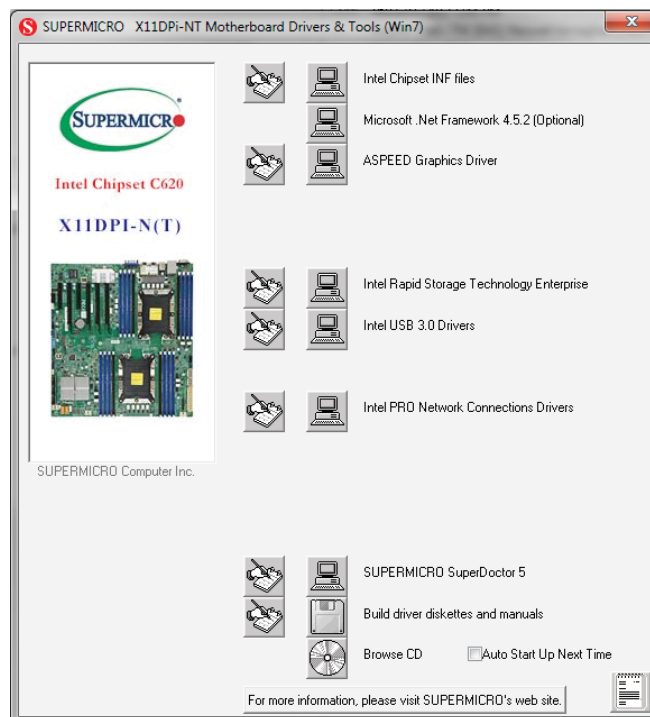 SUPERMICRO X11DPi-NT Motherboard Drivers & Tools (Win7)
SUPERMICRO
Intel Chipset C620
X11DPI-N(T)
SUPERMICRO Computer Inc.
Intel Chipset INF files
Microsoft .Net Framework 4.5.2 (Optional)
ASPEED Graphics Driver
Intel Rapid Storage Technology Enterprise
Intel USB 3.0 Drivers
Intel PRO Network Connections Drivers
SUPERMICRO SuperDoctor 5
Build driver diskettes and manuals
Browse CD
Auto Start Up Next Time
For more information, please visit SUPERMICRO's web site.